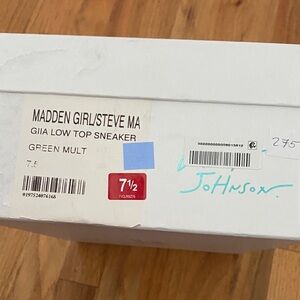 MADDEN GIRL/STEVE MA
GIIA LOW TOP SNEAKER
GREEN MULT
7.5
7½
275
JOHNSON